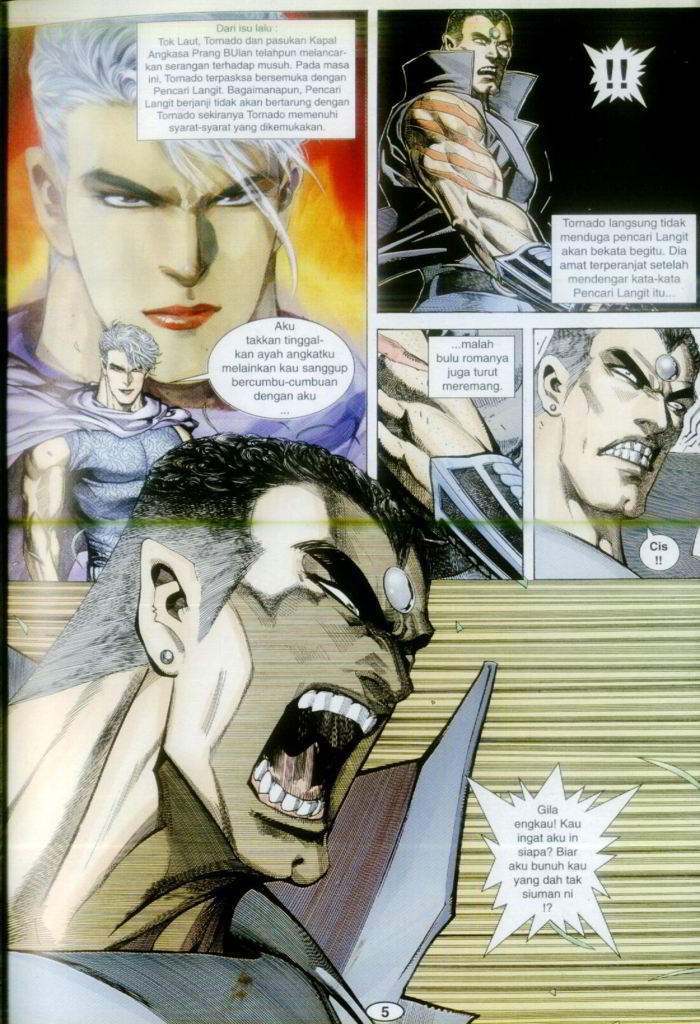 Dari isu lalu :
Tok Laut, Tornado dan pasukan Kapal
Angkasa Prang BUlan telahpun melancar-
kan serangan terhadap musuh. Pada masa
ini, Tornado terpasksa bersemuka dengan
Pencari Langit. Bagaimanapun, Pencari
Langit berjanji tidak akan bertarung dengan
Tornado sekiranya Tornado memenuhi
syarat-syarat yang dikemukakan.
!!
Tornado langsung tidak
menduga pencari Langit
akan bekata begitu. Dia
amat terperanjat setelah
mendengar kata-kata
Pencari Langit itu...
Aku
takkan tinggal-
kan ayah angkatku
melainkan kau sanggup
bercumbu-cumbuan
dengan aku
...
...malah
bulu romanya
juga turut
meremang.
Cis
!!
Gila
engkau! Kau
ingat aku in
siapa? Biar
aku bunuh kau
yang dah tak
siuman ni
!?
5